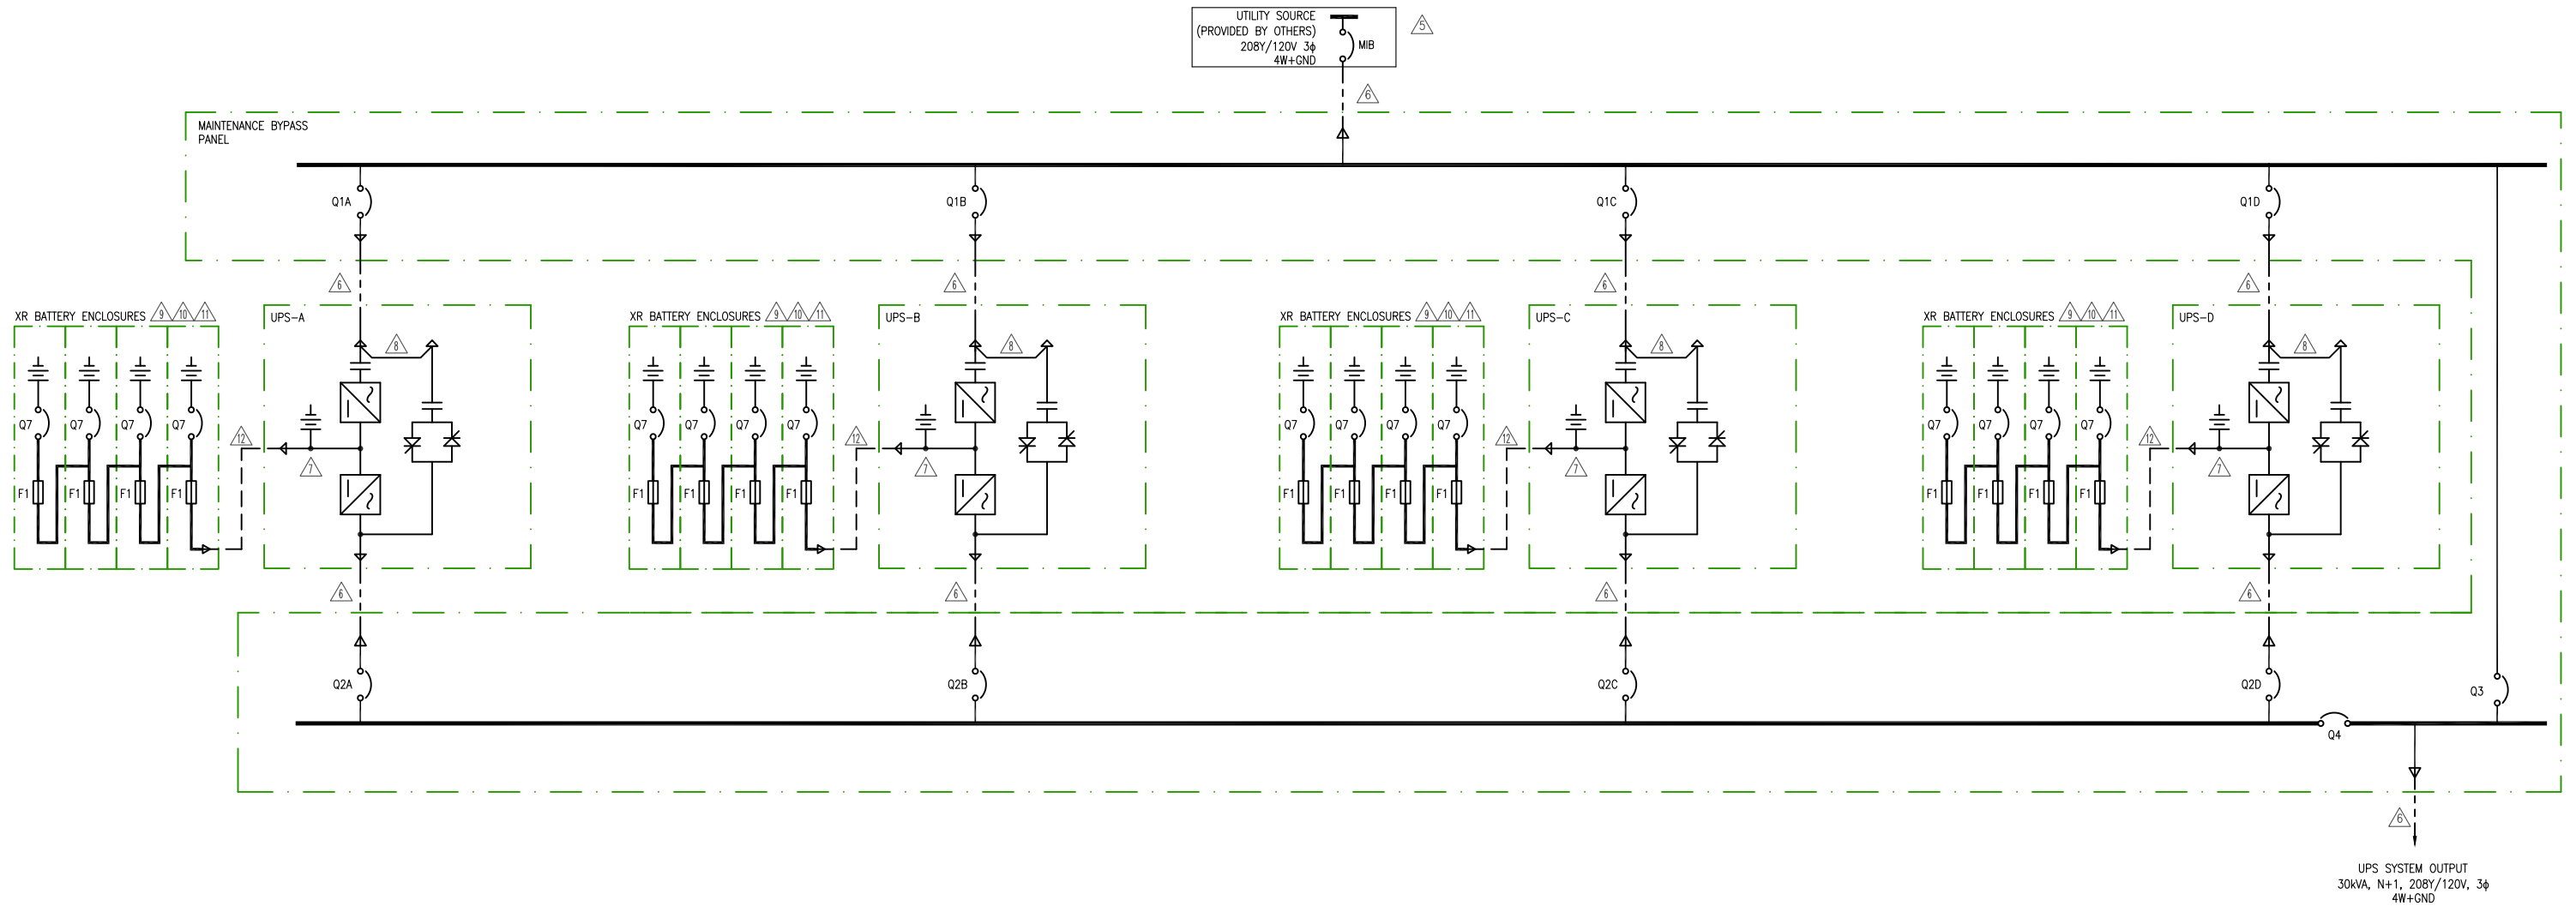 UTILITY SOURCE
(PROVIDED BY OTHERS)
208Y/120V 3ϕ
4W+GND
MIB
5
6
MAINTENANCE BYPASS
PANEL
Q1A
Q1B
Q1C
Q1D
6
6
6
6
XR BATTERY ENCLOSURES 9 10 11
UPS-A
XR BATTERY ENCLOSURES 9 10 11
UPS-B
XR BATTERY ENCLOSURES 9 10 11
UPS-C
XR BATTERY ENCLOSURES 9 10 11
UPS-D
8
8
8
8
Q7 Q7 Q7 Q7
Q7 Q7 Q7 Q7
Q7 Q7 Q7 Q7
Q7 Q7 Q7 Q7
12
12
12
12
7
7
7
7
F1 F1 F1 F1
F1 F1 F1 F1
F1 F1 F1 F1
F1 F1 F1 F1
6
6
6
6
Q2A
Q2B
Q2C
Q2D
Q3
Q4
6
UPS SYSTEM OUTPUT
30kVA, N+1, 208Y/120V, 3ϕ
4W+GND